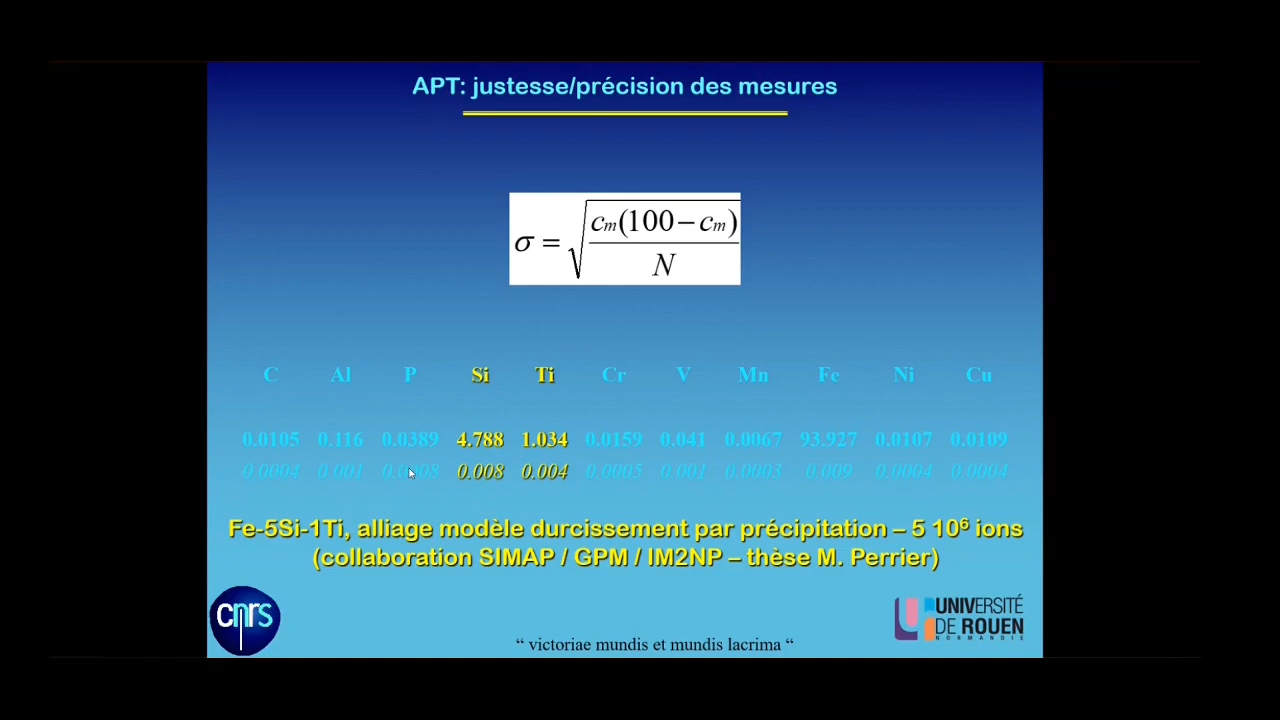 APT: justesse/précision des mesures
σ = √(cm(100−cm)/N)
C Al P Si Ti Cr V Mn Fe Ni Cu
0.0105 0.116 0.0389 4.788 1.034 0.0159 0.041 0.0067 93.927 0.0107 0.0109
0.0004 0.001 0.0008 0.008 0.004 0.0005 0.001 0.0003 0.009 0.0004 0.0004
Fe-5Si-1Ti, alliage modèle durcissement par précipitation – 5 10⁶ ions
(collaboration SIMAP / GPM / IM2NP – thèse M. Perrier)
cnrs
UNIVERSITÉ
DE ROUEN
NORMANDIE
“ victoriae mundis et mundis lacrima “